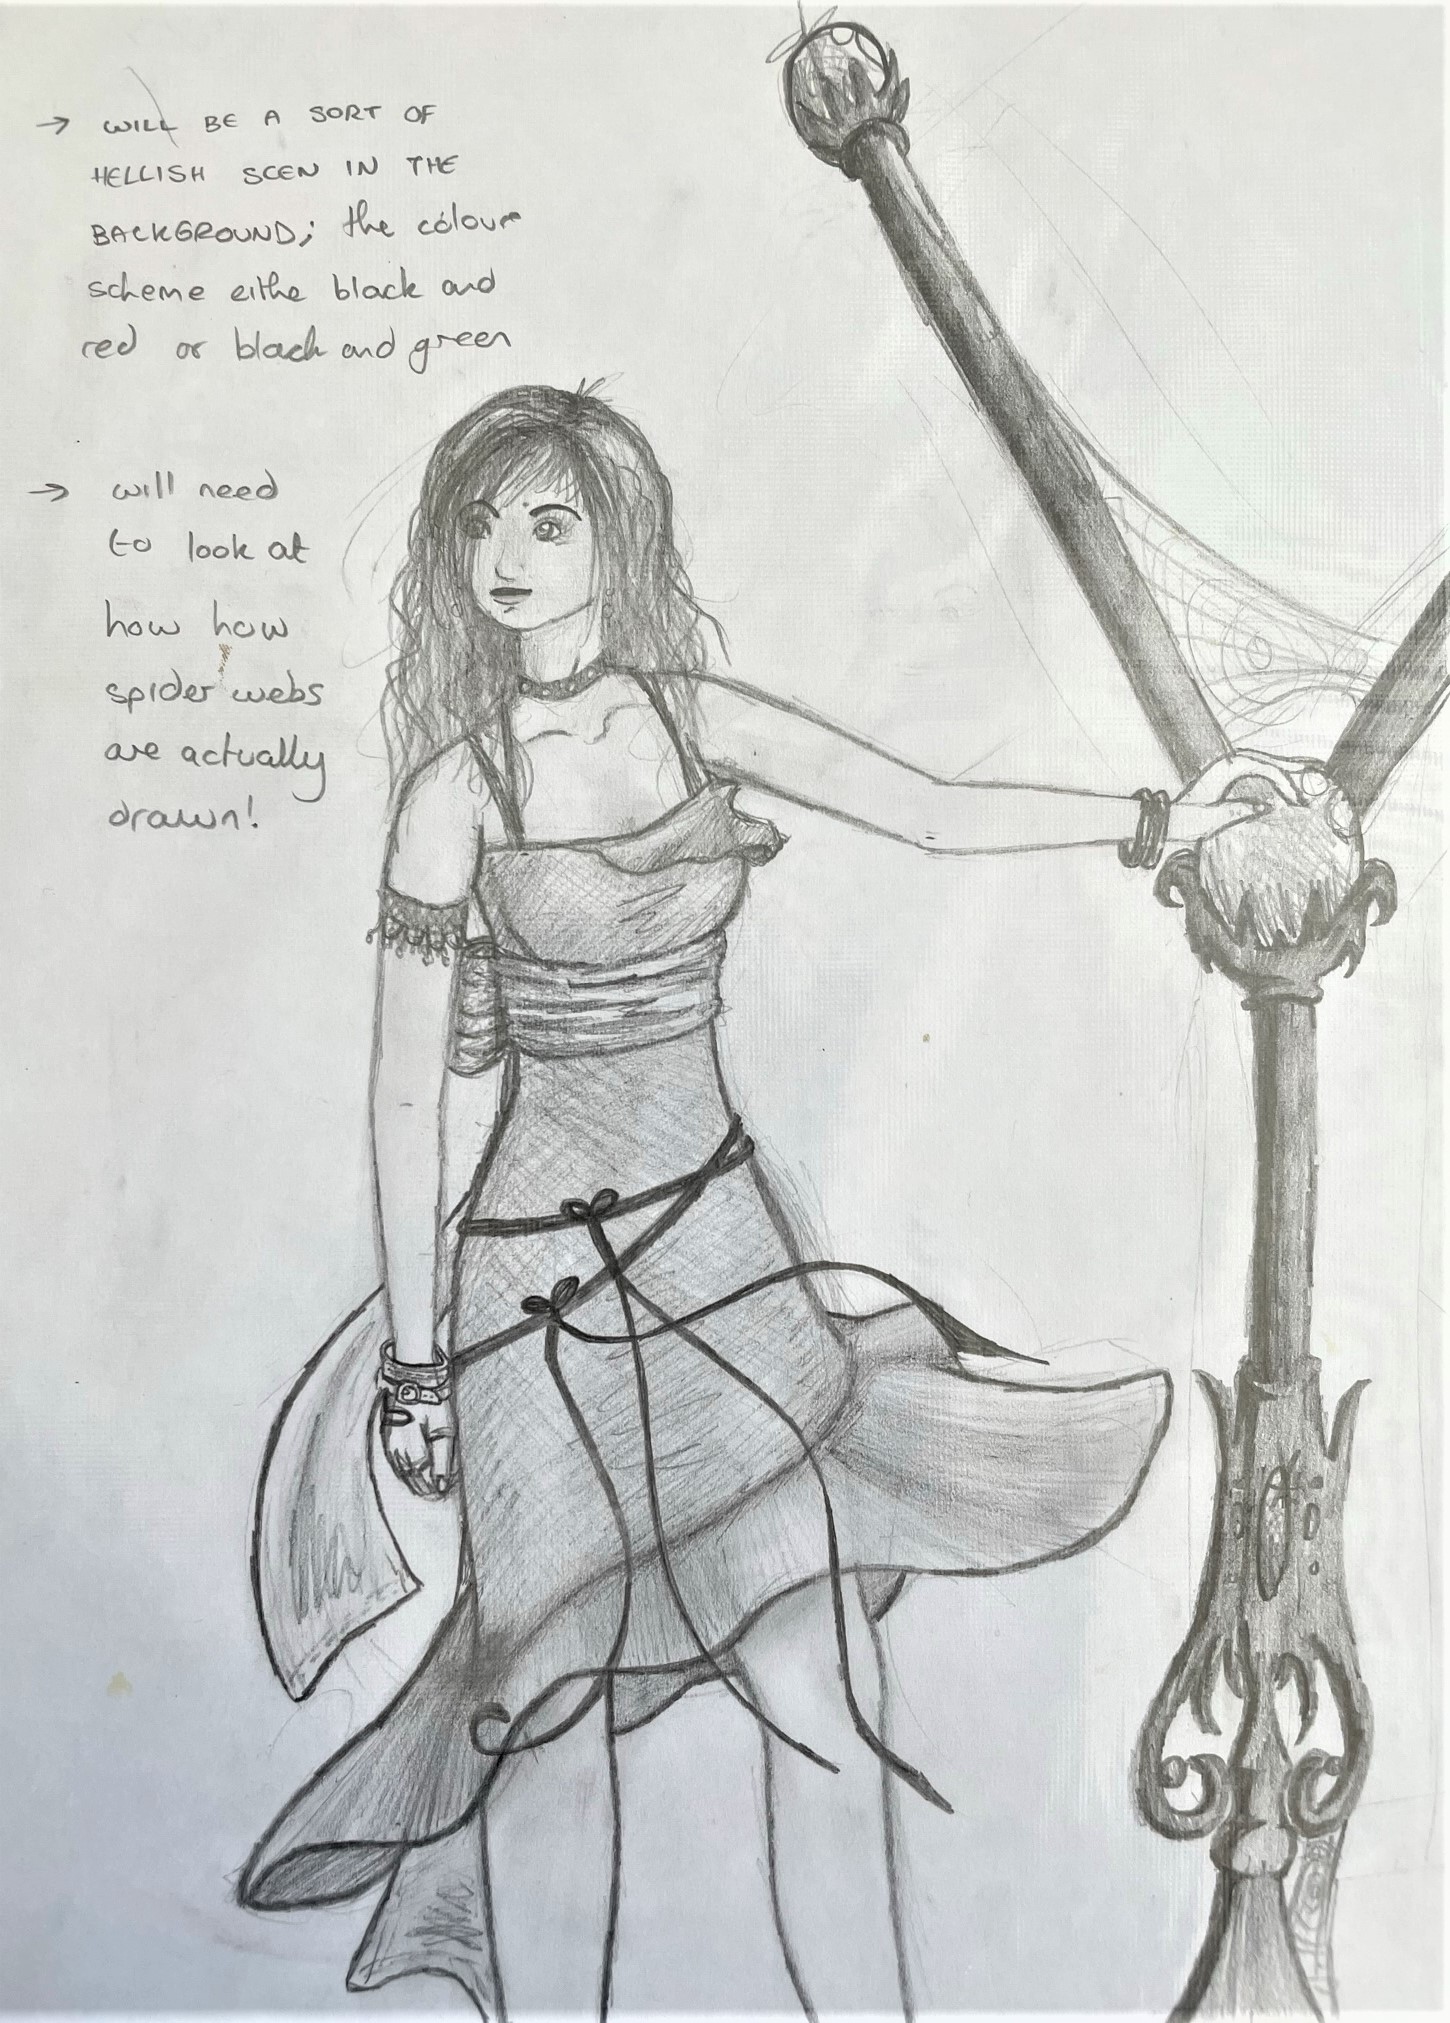 → WILL BE A SORT OF
HELLISH SCEN IN THE
BACKGROUND; the colour
scheme eithe black and
red or black and green
→ will need
to look at
how how
spider webs
are actually
drawn!